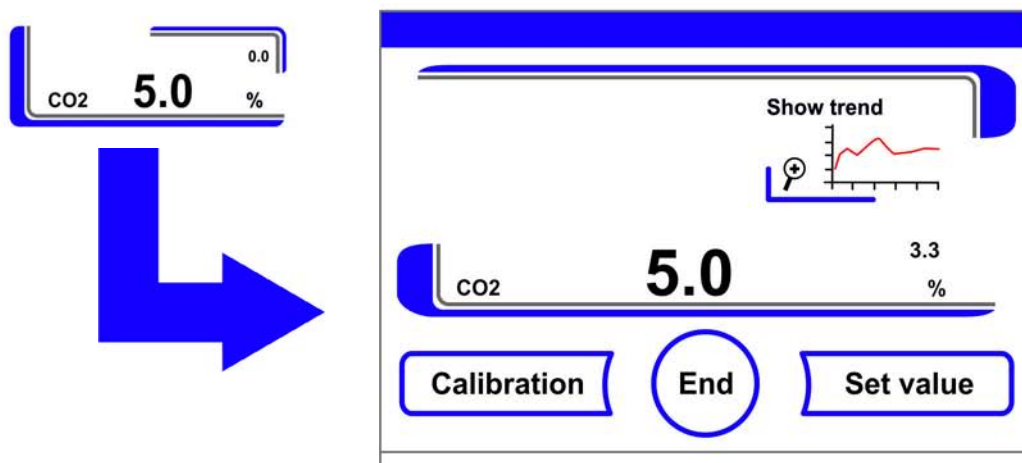 0.0
CO2 5.0 %
Show trend
3.3
CO2 5.0 %
Calibration End Set value